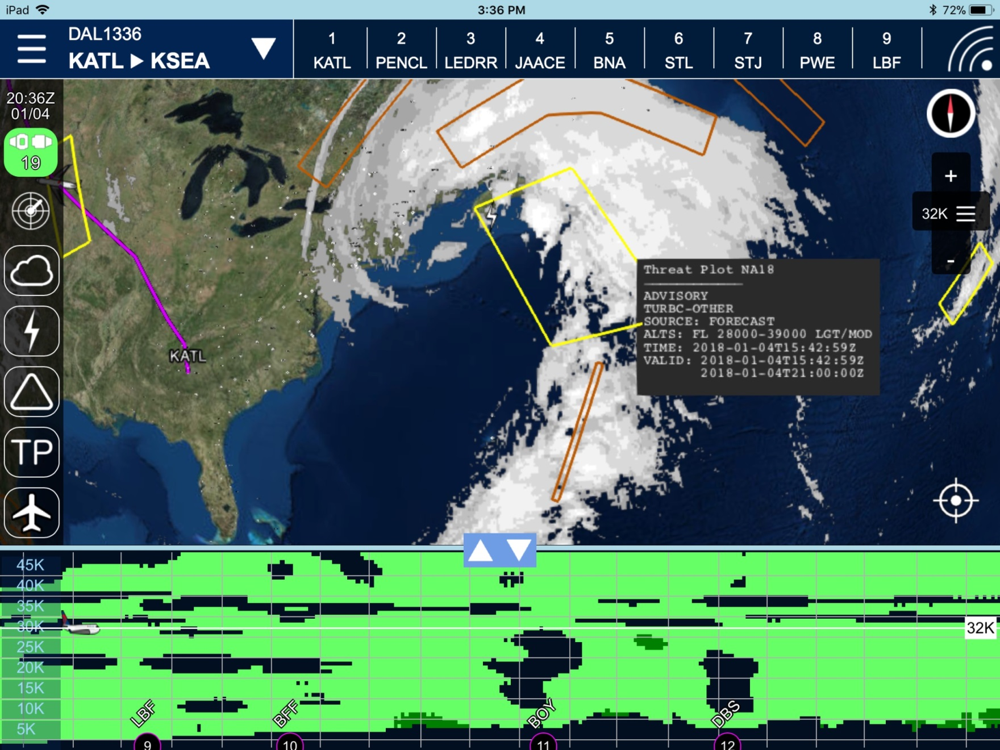 iPad
3:36 PM
72%
DAL1336
KATL ▶ KSEA
1
KATL
2
PENCL
3
LEDRR
4
JAACE
5
BNA
6
STL
7
STJ
8
PWE
9
LBF
20:36Z
01/04
19
TP
KATL
+
32K
-
Threat Plot NA18
ADVISORY
TURBC-OTHER
SOURCE: FORECAST
ALTS: FL 28000-39000 LGT/MOD
TIME: 2018-01-04T15:42:59Z
VALID: 2018-01-04T15:42:59Z
2018-01-04T21:00:00Z
45K
40K
35K
30K
25K
20K
15K
10K
5K
32K
LBF
BFF
BOY
DBS
9
10
11
12